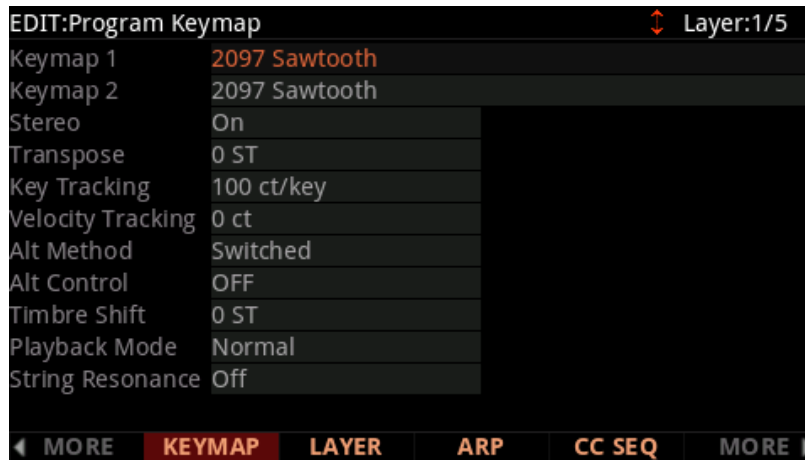 EDIT:Program Keymap Layer:1/5
Keymap 1 2097 Sawtooth
Keymap 2 2097 Sawtooth
Stereo On
Transpose 0 ST
Key Tracking 100 ct/key
Velocity Tracking 0 ct
Alt Method Switched
Alt Control OFF
Timbre Shift 0 ST
Playback Mode Normal
String Resonance Off
MORE KEYMAP LAYER ARP CC SEQ MORE